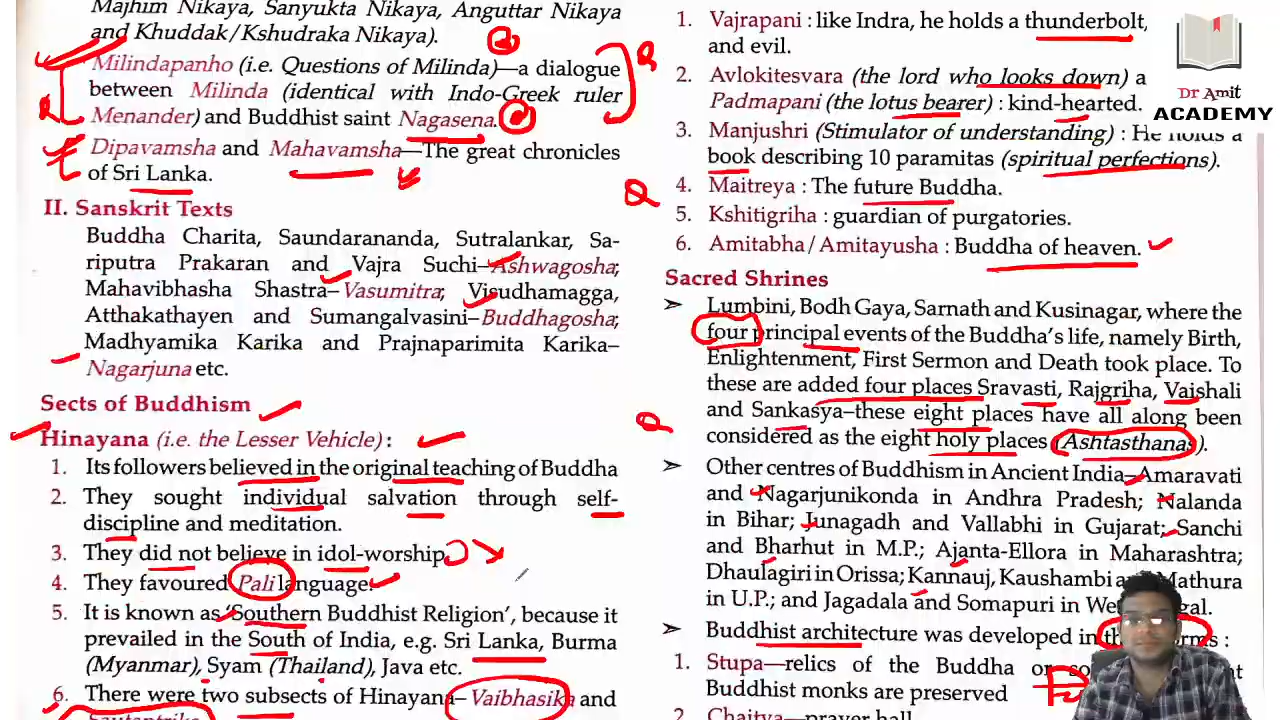 Majhim Nikaya, Sanyukta Nikaya, Anguttar Nikaya
and Khuddak/Kshudraka Nikaya).
Milindapanho (i.e. Questions of Milinda)—a dialogue
between Milinda (identical with Indo-Greek ruler
Menander) and Buddhist saint Nagasena.
Dipavamsha and Mahavamsha—The great chronicles
of Sri Lanka.
II. Sanskrit Texts
Buddha Charita, Saundarananda, Sutralankar, Sa-
riputra Prakaran and Vajra Suchi–Ashwagosha;
Mahavibhasha Shastra–Vasumitra; Visudhamagga,
Atthakathayen and Sumangalvasini–Buddhagosha;
Madhyamika Karika and Prajnaparimita Karika–
Nagarjuna etc.
Sects of Buddhism
Hinayana (i.e. the Lesser Vehicle) :
1. Its followers believed in the original teaching of Buddha
2. They sought individual salvation through self-
discipline and meditation.
3. They did not believe in idol-worship
4. They favoured Pali language.
5. It is known as 'Southern Buddhist Religion', because it
prevailed in the South of India, e.g. Sri Lanka, Burma
(Myanmar), Syam (Thailand), Java etc.
6. There were two subsects of Hinayana–Vaibhasika and
Sautantrika
1. Vajrapani : like Indra, he holds a thunderbolt,
and evil.
2. Avlokitesvara (the lord who looks down) a
Padmapani (the lotus bearer) : kind-hearted.
3. Manjushri (Stimulator of understanding) : He holds a
book describing 10 paramitas (spiritual perfections).
4. Maitreya : The future Buddha.
5. Kshitigriha : guardian of purgatories.
6. Amitabha/Amitayusha : Buddha of heaven.
Sacred Shrines
➤ Lumbini, Bodh Gaya, Sarnath and Kusinagar, where the
four principal events of the Buddha's life, namely Birth,
Enlightenment, First Sermon and Death took place. To
these are added four places Sravasti, Rajgriha, Vaishali
and Sankasya–these eight places have all along been
considered as the eight holy places (Ashtasthanas).
➤ Other centres of Buddhism in Ancient India–Amaravati
and Nagarjunikonda in Andhra Pradesh; Nalanda
in Bihar; Junagadh and Vallabhi in Gujarat; Sanchi
and Bharhut in M.P.; Ajanta-Ellora in Maharashtra;
Dhaulagiri in Orissa; Kannauj, Kaushambi Mathura
in U.P.; and Jagadala and Somapuri in
➤ Buddhist architecture was developed in :
1. Stupa—relics of the Buddha or
Buddhist monks are preserved
2. Chaitya—prayer hall
Dr Amit
ACADEMY